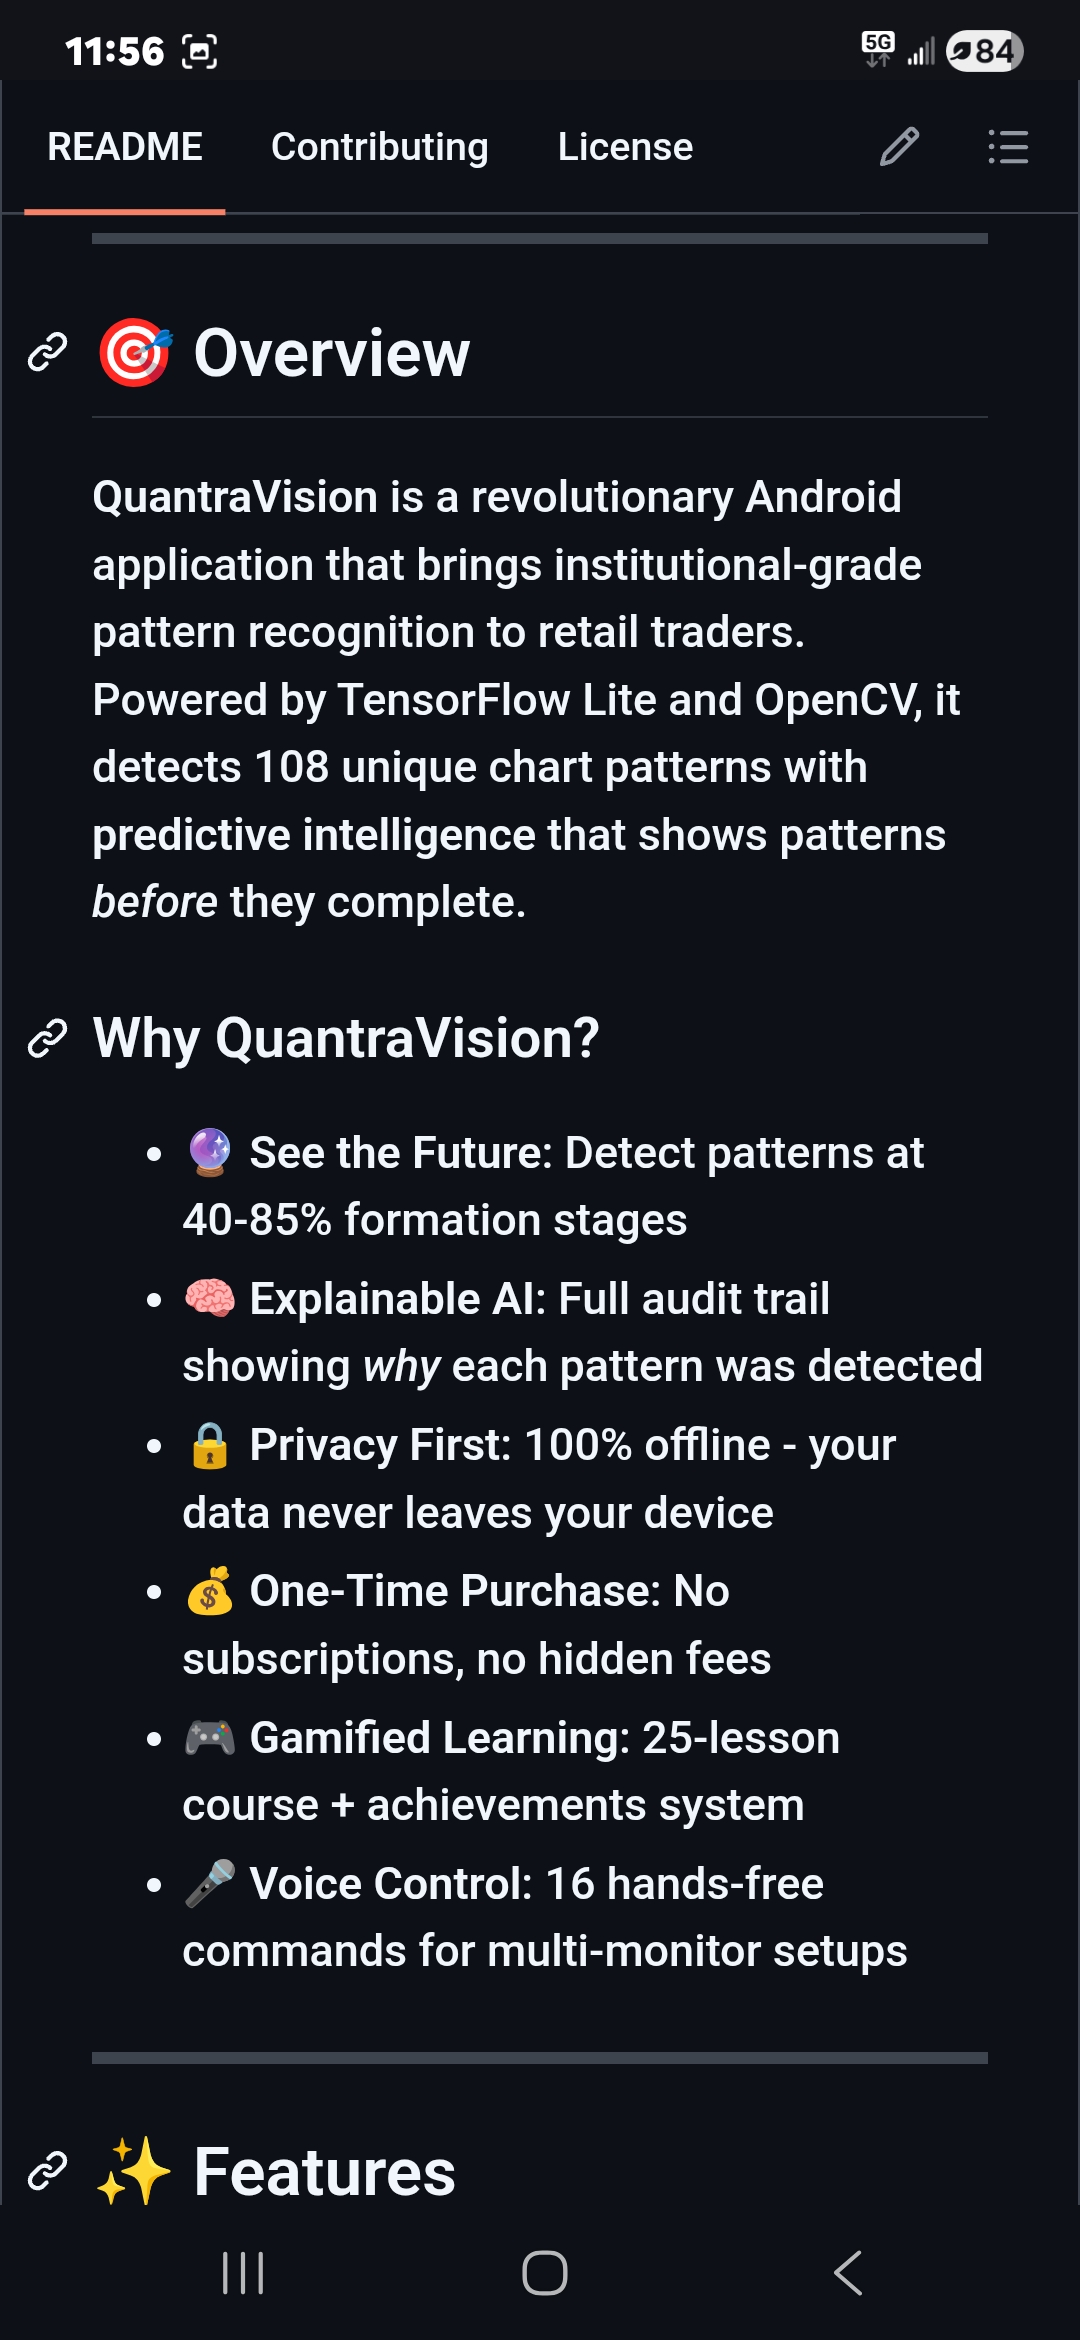 11:56 5G 84
README Contributing License
🎯 Overview
QuantraVision is a revolutionary Android
application that brings institutional-grade
pattern recognition to retail traders.
Powered by TensorFlow Lite and OpenCV, it
detects 108 unique chart patterns with
predictive intelligence that shows patterns
before they complete.
Why QuantraVision?
• 🔮 See the Future: Detect patterns at
40-85% formation stages
• 🧠 Explainable AI: Full audit trail
showing why each pattern was detected
• 🔒 Privacy First: 100% offline - your
data never leaves your device
• 💰 One-Time Purchase: No
subscriptions, no hidden fees
• 🎮 Gamified Learning: 25-lesson
course + achievements system
• 🎤 Voice Control: 16 hands-free
commands for multi-monitor setups
✨ Features